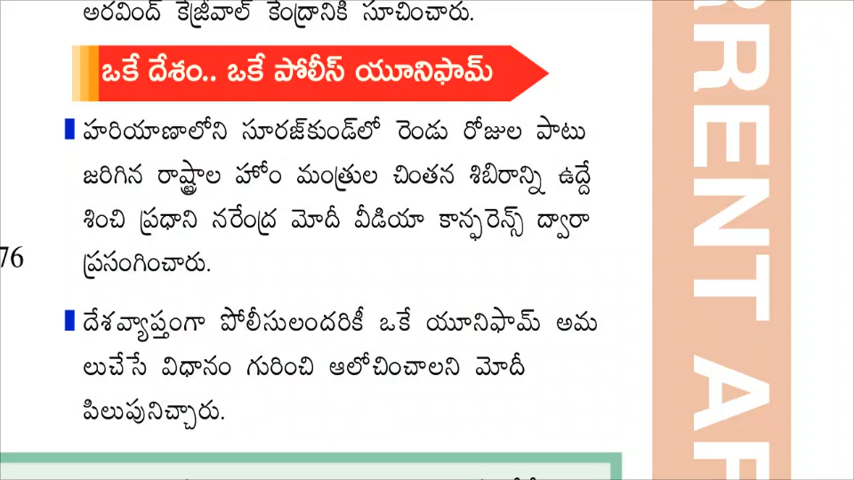 అరవింద్ కేజ్రీవాల్ కేంద్రానికి సూచించారు.
ఒకే దేశం.. ఒకే పోలీస్ యూనిఫామ్
హరియాణాలోని సూరజ్‌కుండ్‌లో రెండు రోజుల పాటు
జరిగిన రాష్ట్రాల హోం మంత్రుల చింతన శిబిరాన్ని ఉద్దే
శించి ప్రధాని నరేంద్ర మోదీ వీడియా కాన్ఫరెన్స్ ద్వారా
ప్రసంగించారు.
76
దేశవ్యాప్తంగా పోలీసులందరికీ ఒకే యూనిఫామ్ అమ
లుచేసే విధానం గురించి ఆలోచించాలని మోదీ
పిలుపునిచ్చారు.
RRENT AF